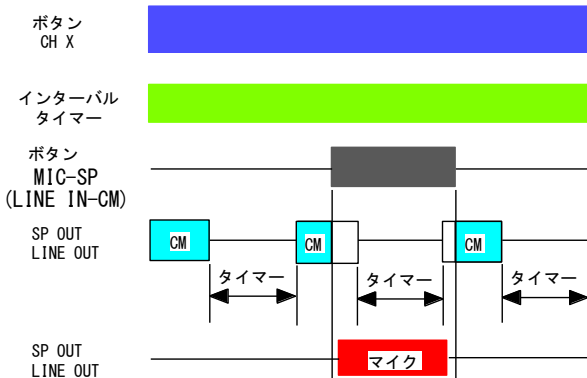 ボタン
CH X
インターバル
タイマー
ボタン
MIC-SP
(LINE IN-CM)
SP OUT
LINE OUT
CM
CM
CM
タイマー
タイマー
タイマー
SP OUT
LINE OUT
マイク